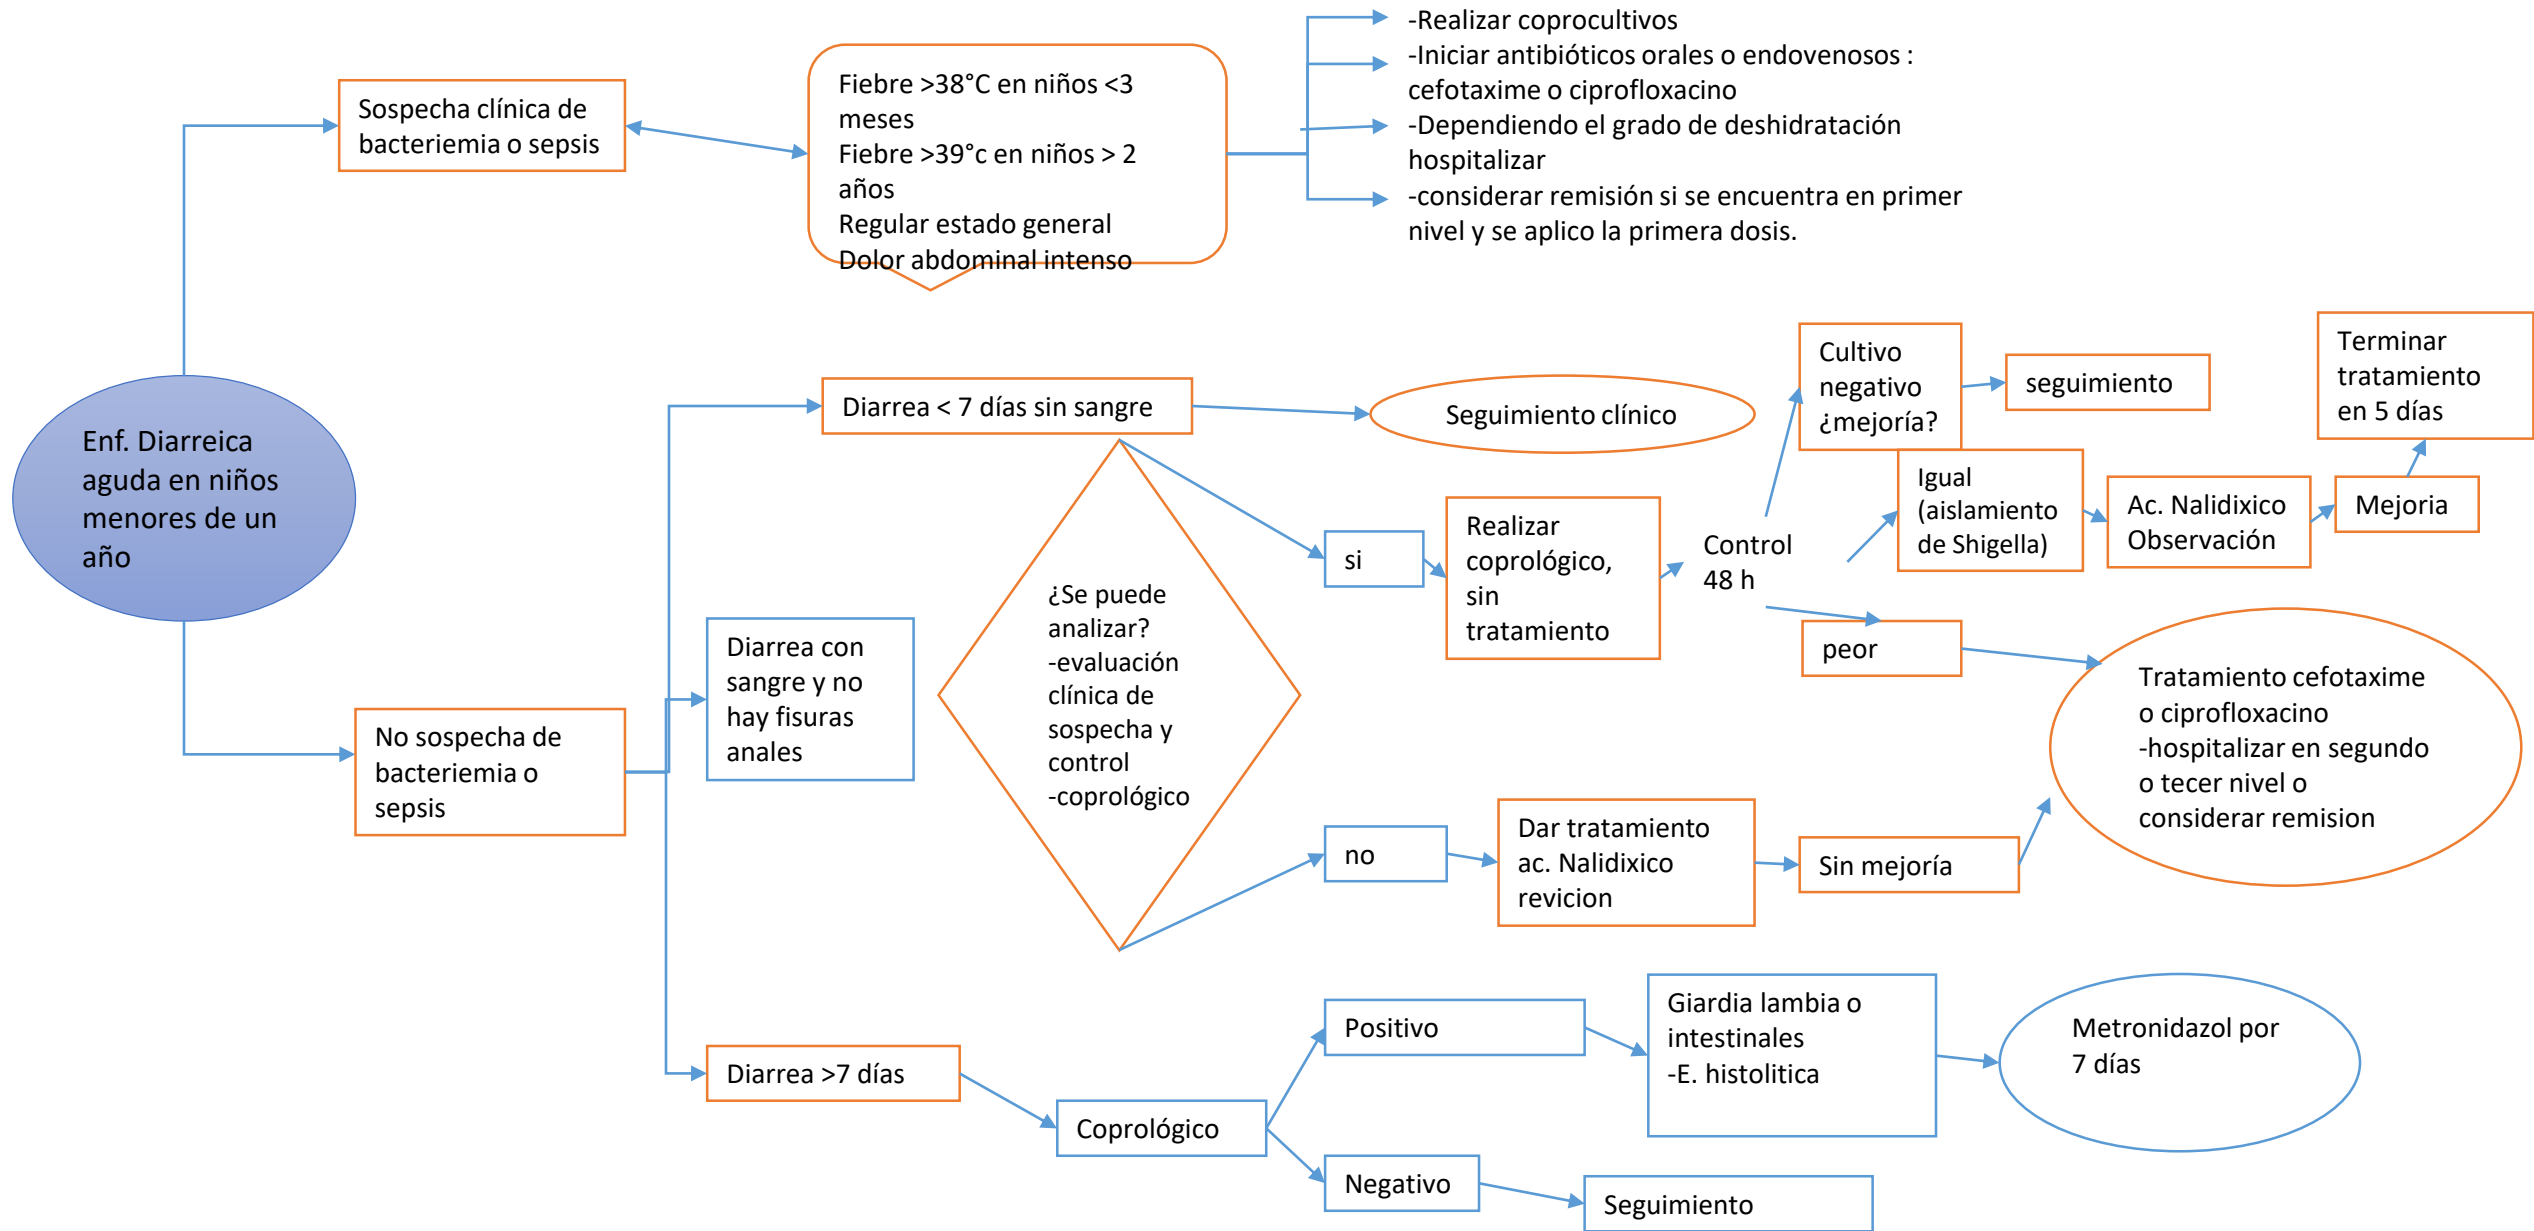 Enf. Diarreica
aguda en niños
menores de un
año
Sospecha clínica de
bacteriemia o sepsis
Fiebre >38°C en niños <3
meses
Fiebre >39°c en niños > 2
años
Regular estado general
Dolor abdominal intenso
-Realizar coprocultivos
-Iniciar antibióticos orales o endovenosos :
cefotaxime o ciprofloxacino
-Dependiendo el grado de deshidratación
hospitalizar
-considerar remisión si se encuentra en primer
nivel y se aplico la primera dosis.
No sospecha de
bacteriemia o
sepsis
Diarrea < 7 días sin sangre
Seguimiento clínico
Diarrea con
sangre y no
hay fisuras
anales
¿Se puede
analizar?
-evaluación
clínica de
sospecha y
control
-coprológico
si
Realizar
coprológico,
sin
tratamiento
Control
48 h
Cultivo
negativo
¿mejoría?
seguimiento
Igual
(aislamiento
de Shigella)
Ac. Nalidixico
Observación
Mejoria
Terminar
tratamiento
en 5 días
peor
Tratamiento cefotaxime
o ciprofloxacino
-hospitalizar en segundo
o tecer nivel o
considerar remision
no
Dar tratamiento
ac. Nalidixico
revicion
Sin mejoría
Diarrea >7 días
Coprológico
Positivo
Giardia lambia o
intestinales
-E. histolitica
Metronidazol por
7 días
Negativo
Seguimiento